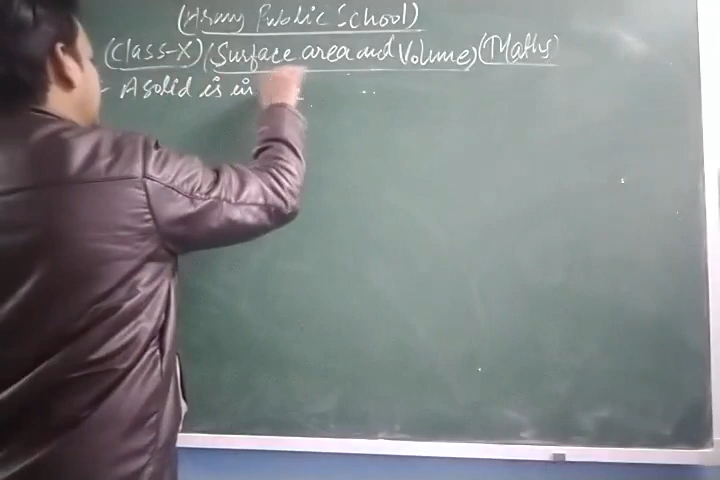 (Army Public School)
(Class-X) (Surface area and Volume) (Maths)
- A solid is in